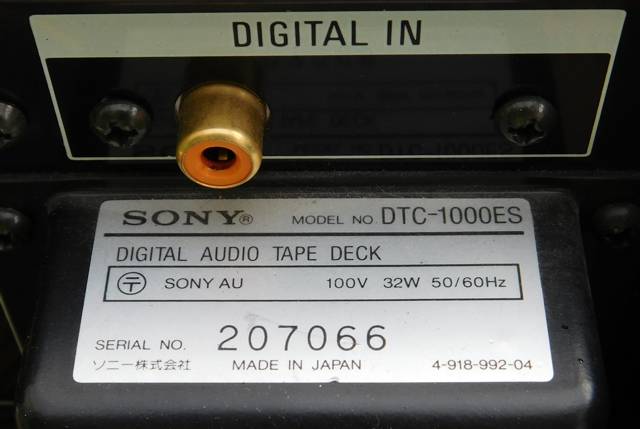 DIGITAL IN
SONY® MODEL NO. DTC-1000ES
DIGITAL AUDIO TAPE DECK
〒 SONY AU 100V 32W 50/60Hz
SERIAL NO. 207066
ソニー株式会社 MADE IN JAPAN 4-918-992-04